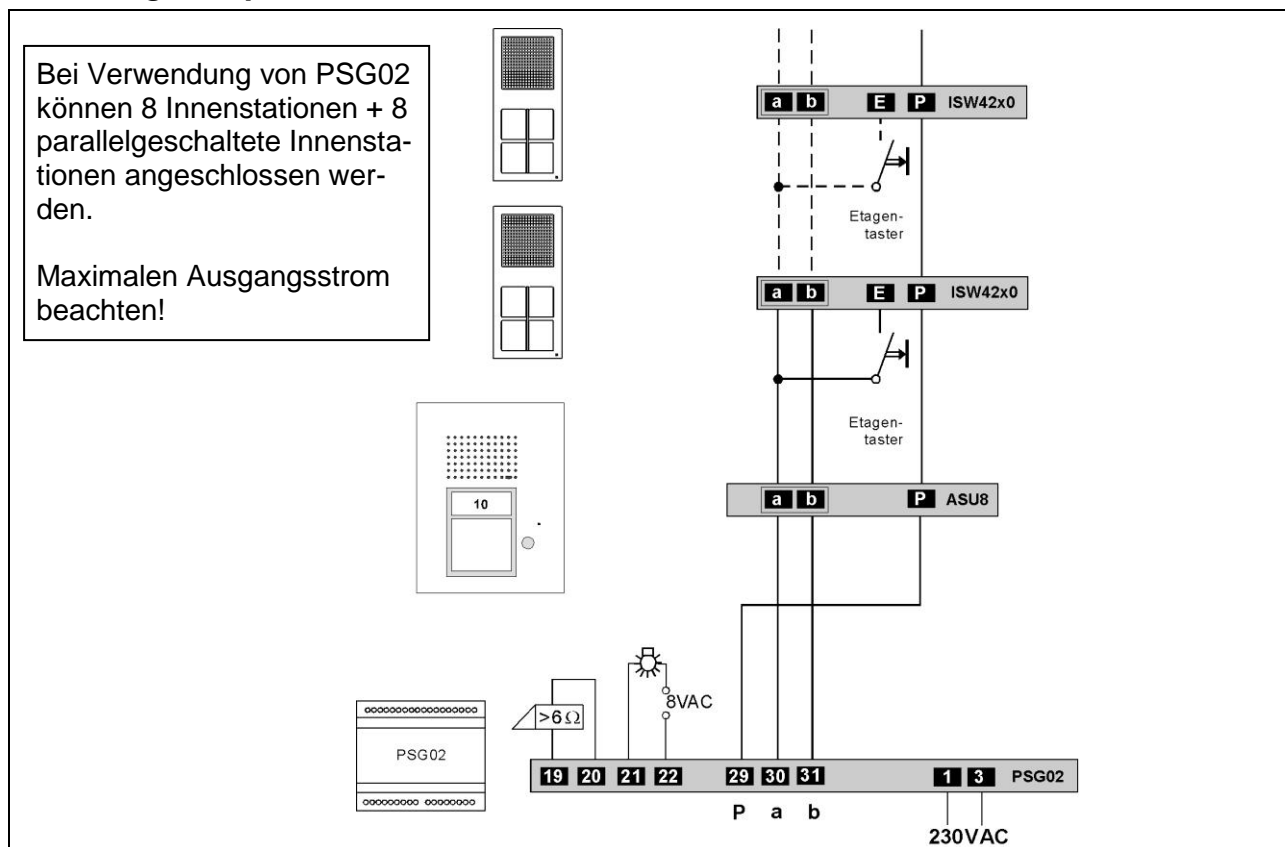 Bei Verwendung von PSG02
können 8 Innenstationen + 8
parallelgeschaltete Innensta-
tionen angeschlossen wer-
den.
Maximalen Ausgangsstrom
beachten!
a b E P ISW42x0
Etagen-
taster
a b E P ISW42x0
Etagen-
taster
10
a b P ASU8
8VAC
>6 Ω
PSG02
19 20 21 22 29 30 31 1 3 PSG02
P a b
230VAC